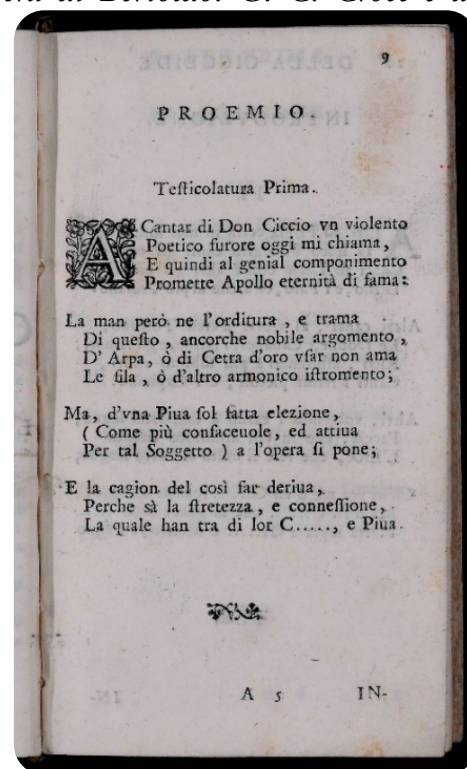 9
PROEMIO.
Teſticolatura Prima.
A Cantar di Don Ciccio vn violento
Poetico furore oggi mi chiama,
E quindi al genial componimento
Promette Apollo eternità di fama:
La man però ne l'orditura, e trama
Di queſto, ancorche nobile argomento,
D'Arpa, ò di Cetra d'oro vſar non ama
Le fila, ò d'altro armonico iſtromento;
Ma, d'vna Piua ſol fatta elezione,
(Come più confaceuole, ed attiua
Per tal Soggetto) a l'opera ſi pone;
E la cagion del così far deriua,
Perche sà la ſtretezza, e conneſſione,
La quale han tra di lor C....., e Piua.
A 5 IN-